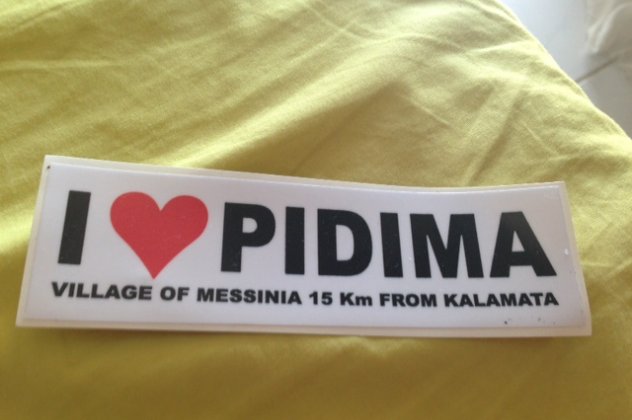 I ❤ PIDIMA
VILLAGE OF MESSINIA 15 Km FROM KALAMATA